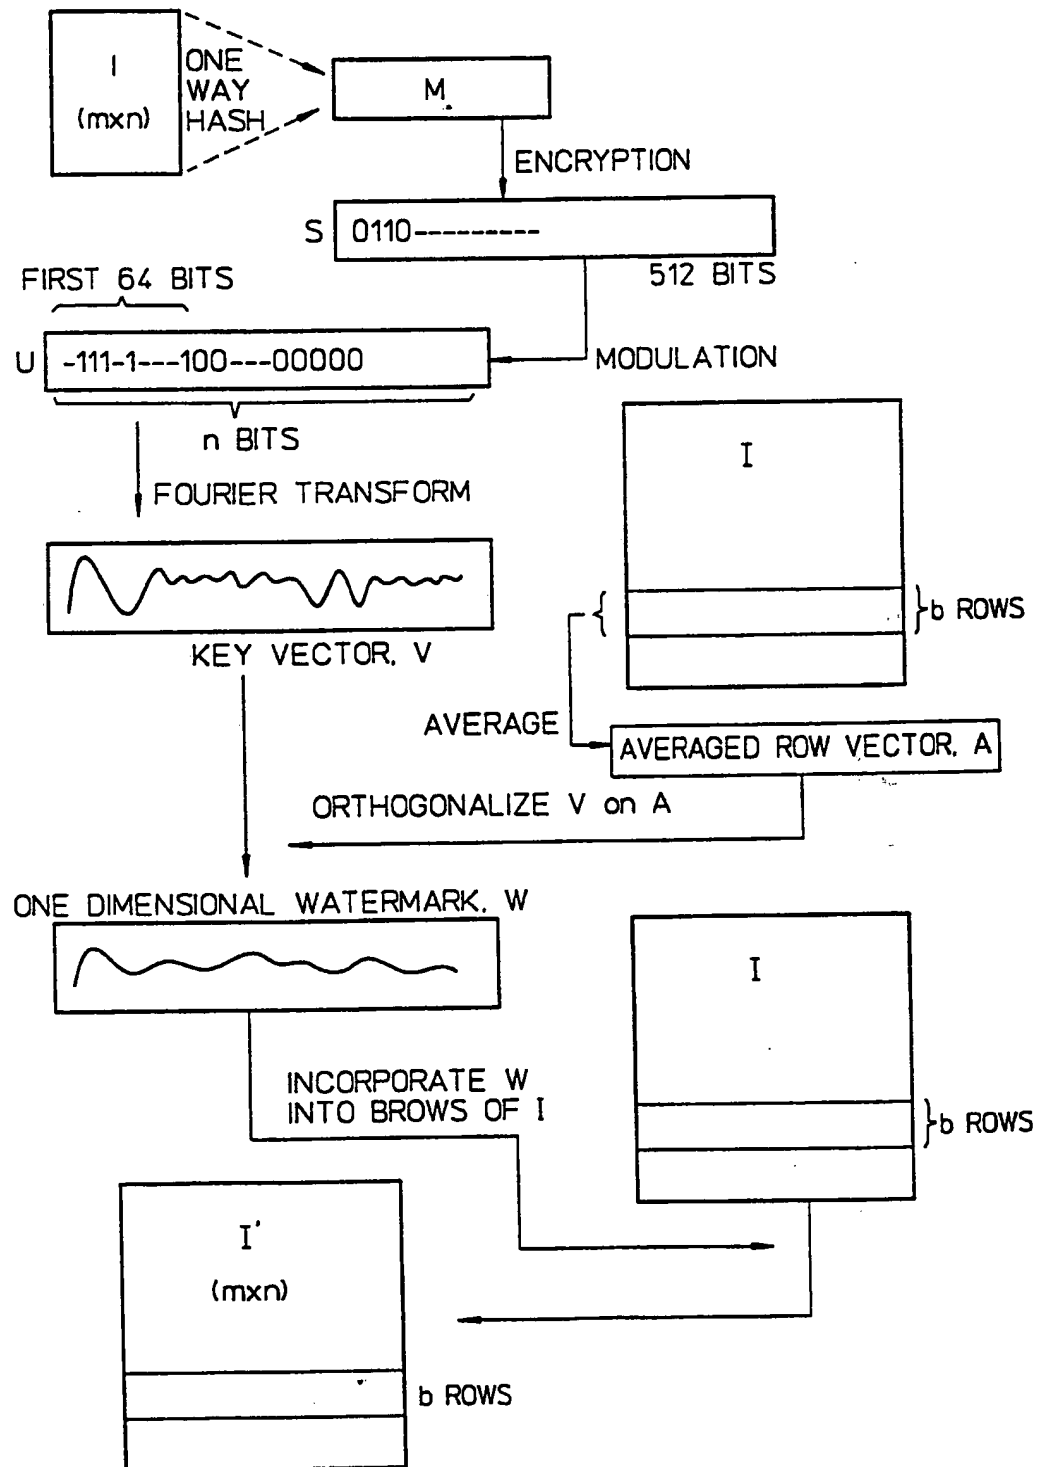 I
(mxn)
ONE
WAY
HASH
M
ENCRYPTION
S
0110---------
512 BITS
FIRST 64 BITS
U
-111-1---100---00000
MODULATION
n BITS
FOURIER TRANSFORM
I
b ROWS
KEY VECTOR, V
AVERAGE
AVERAGED ROW VECTOR, A
ORTHOGONALIZE V on A
ONE DIMENSIONAL WATERMARK, W
I
INCORPORATE W
INTO BROWS OF I
b ROWS
I'
(mxn)
b ROWS